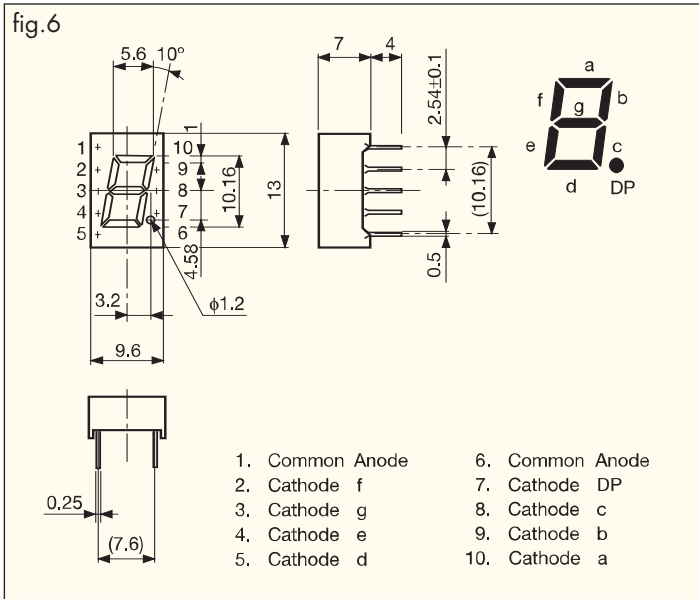 fig.6
5.6
10º
1
1 10
2 9
3 8
4 7
5 6
10.16
13
4.58
3.2
ϕ1.2
9.6
7
4
2.54±0.1
(10.16)
0.5
a
f
g
b
e
c
d
DP
0.25
(7.6)
1. Common Anode
2. Cathode f
3. Cathode g
4. Cathode e
5. Cathode d
6. Common Anode
7. Cathode DP
8. Cathode c
9. Cathode b
10. Cathode a